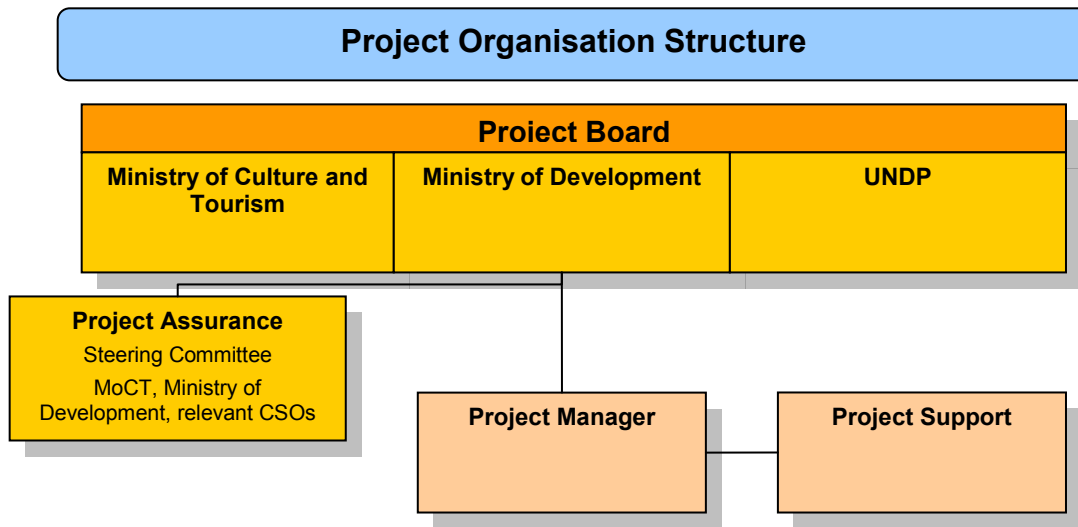 Project Organisation Structure
Project Board
Ministry of Culture and
Tourism
Ministry of Development
UNDP
Project Assurance
Steering Committee
MoCT, Ministry of
Development, relevant CSOs
Project Manager
Project Support